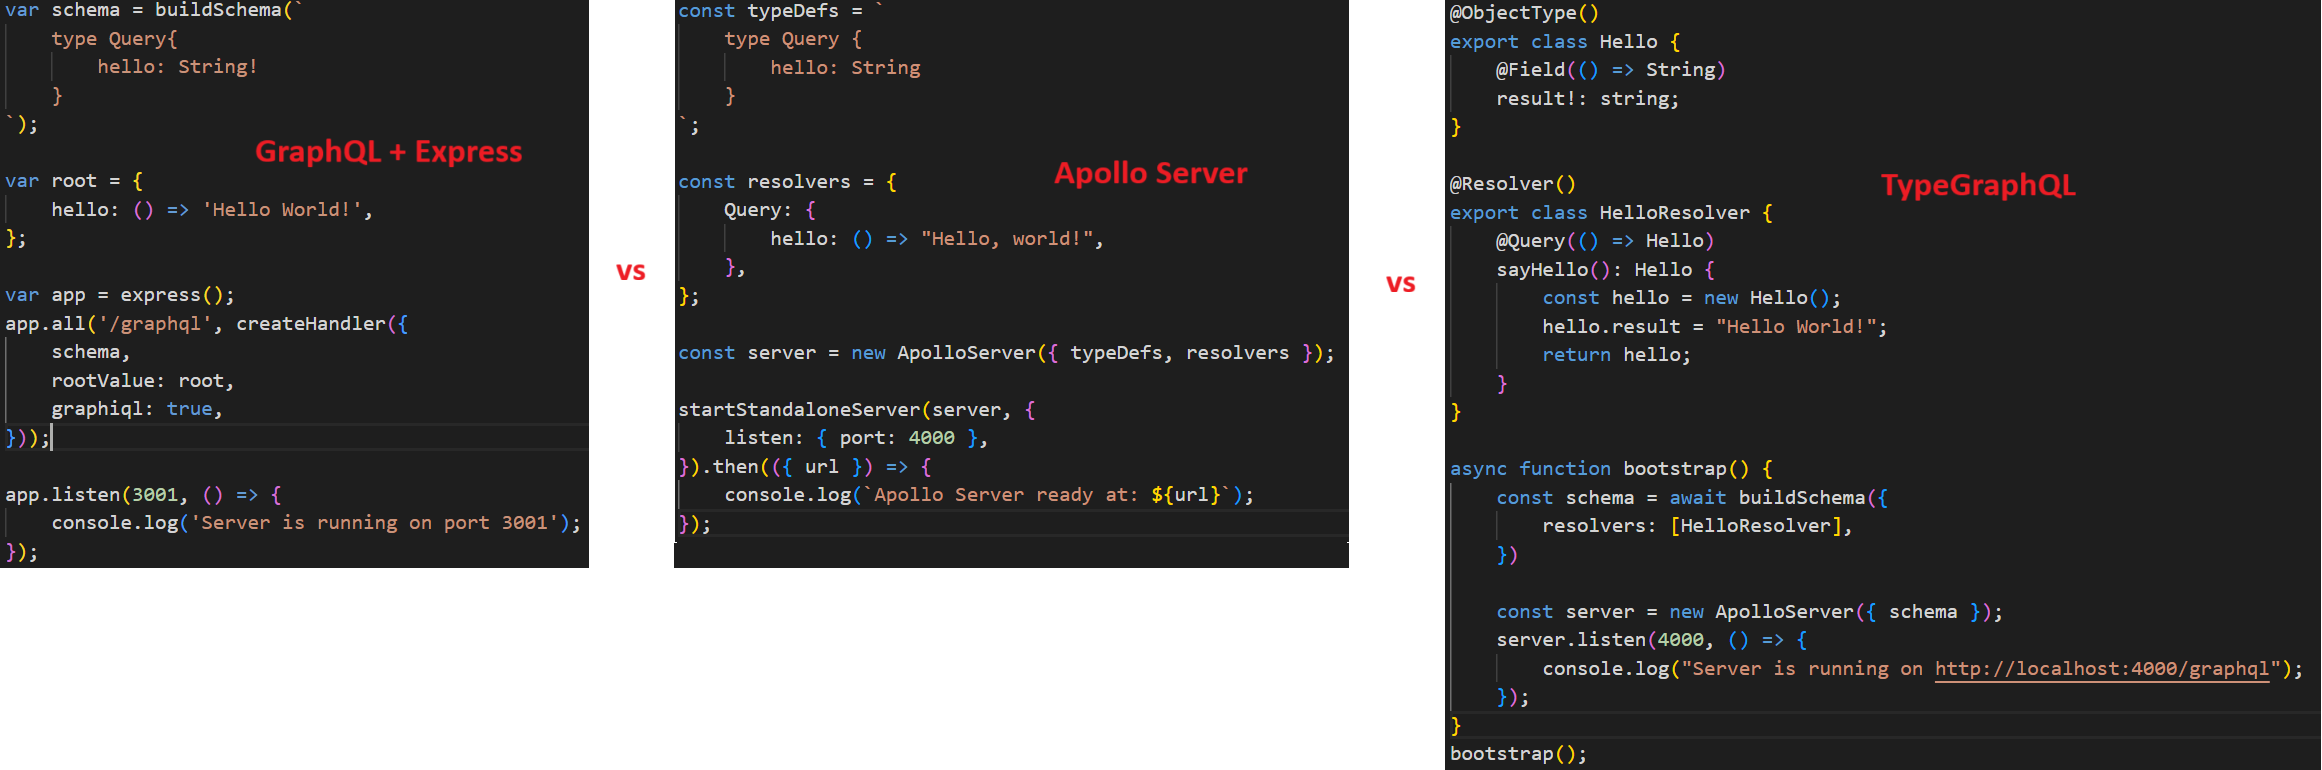 var schema = buildSchema(`
type Query{
hello: String!
}
`);
GraphQL + Express
var root = {
hello: () => 'Hello World!',
};
var app = express();
app.all('/graphql', createHandler({
schema,
rootValue: root,
graphiql: true,
}));
app.listen(3001, () => {
console.log('Server is running on port 3001');
});
vs
const typeDefs = `
type Query {
hello: String
}
`;
Apollo Server
const resolvers = {
Query: {
hello: () => "Hello, world!",
},
};
const server = new ApolloServer({ typeDefs, resolvers });
startStandaloneServer(server, {
listen: { port: 4000 },
}).then(({ url }) => {
console.log(`Apollo Server ready at: ${url}`);
});
vs
@ObjectType()
export class Hello {
@Field(() => String)
result!: string;
}
@Resolver()
TypeGraphQL
export class HelloResolver {
@Query(() => Hello)
sayHello(): Hello {
const hello = new Hello();
hello.result = "Hello World!";
return hello;
}
}
async function bootstrap() {
const schema = await buildSchema({
resolvers: [HelloResolver],
})
const server = new ApolloServer({ schema });
server.listen(4000, () => {
console.log("Server is running on http://localhost:4000/graphql");
});
}
bootstrap();